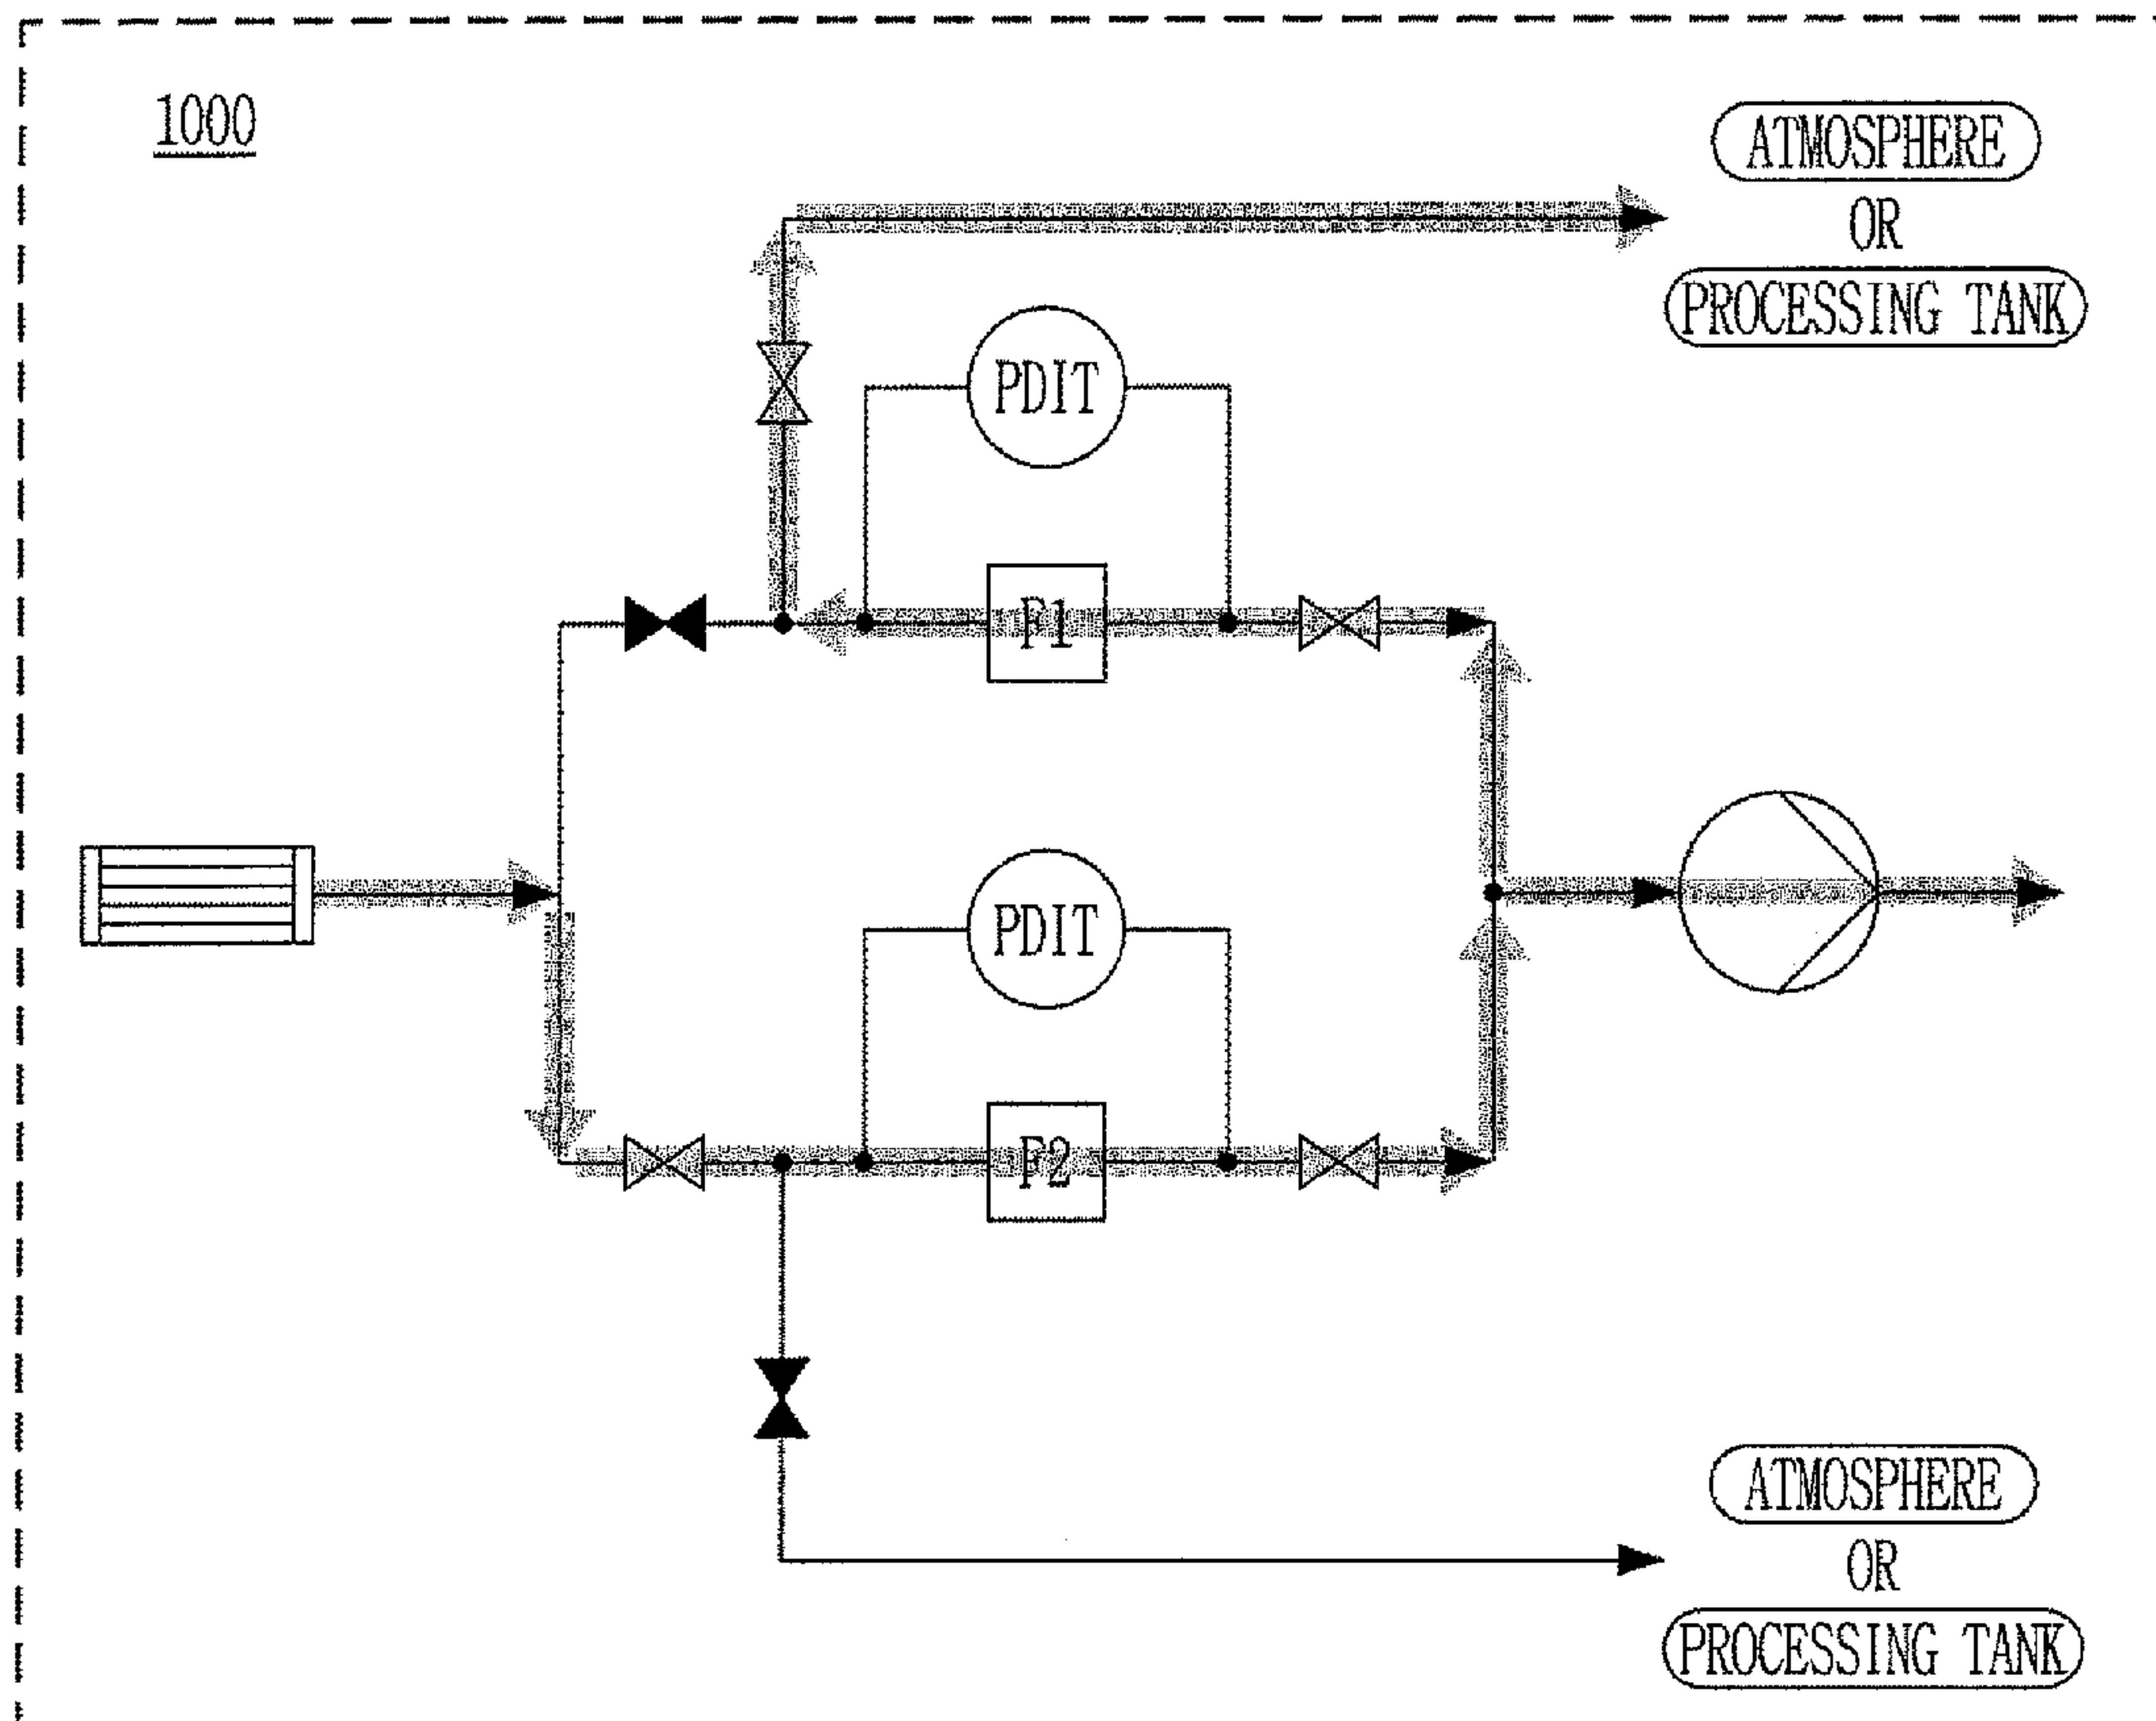 1000
ATMOSPHERE
OR
PROCESSING TANK
PDIT
F1
PDIT
F2
ATMOSPHERE
OR
PROCESSING TANK